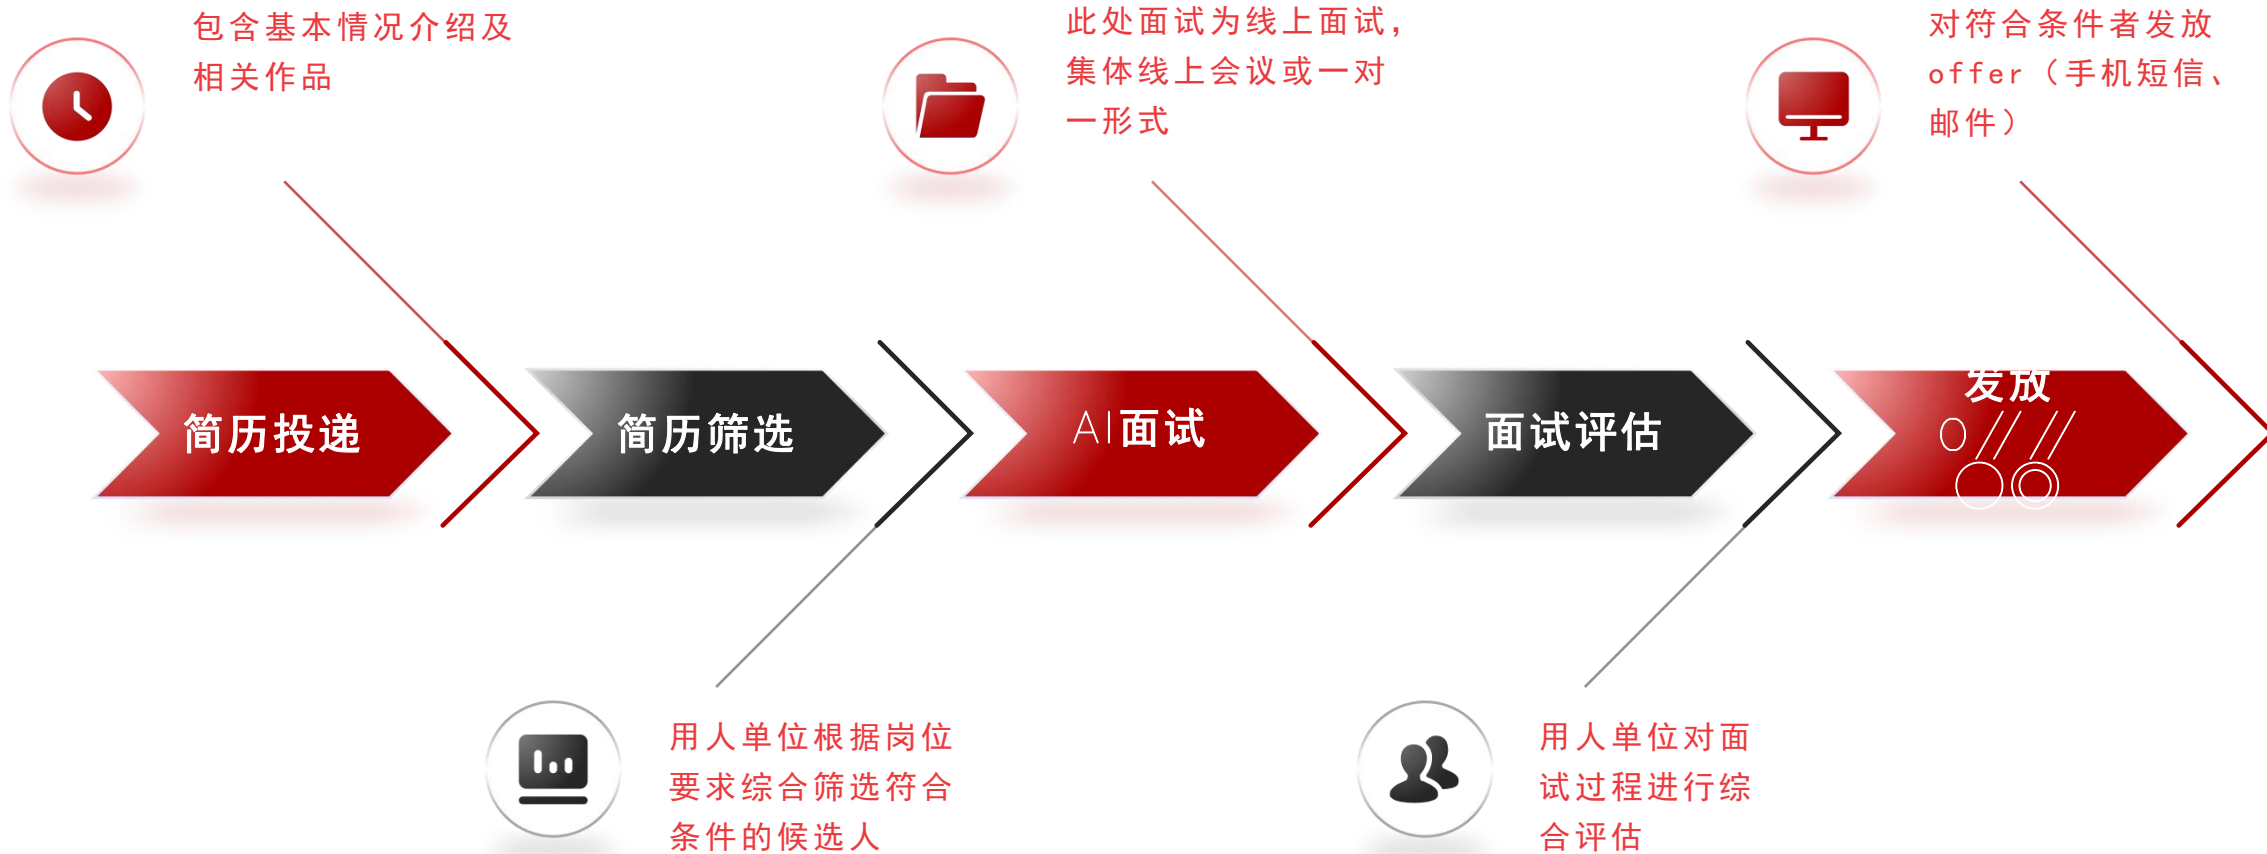 包含基本情况介绍及
相关作品
此处面试为线上面试，
集体线上会议或一对
一形式
对符合条件者发放
offer（手机短信、
邮件）
简历投递
简历筛选
AI面试
面试评估
发放
用人单位根据岗位
要求综合筛选符合
条件的候选人
用人单位对面
试过程进行综
合评估